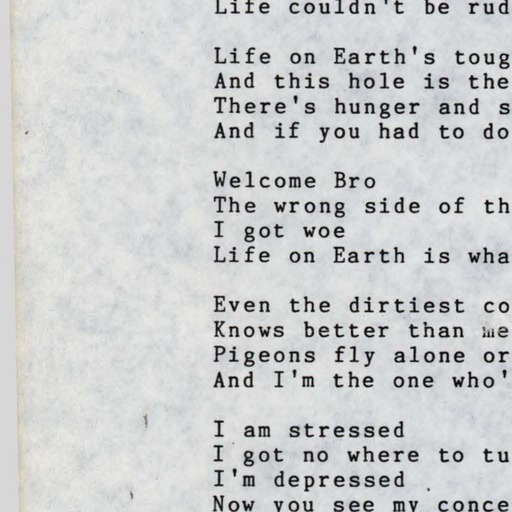 Life couldn't be rud
Life on Earth's toug
And this hole is the
There's hunger and s
And if you had to do
Welcome Bro
The wrong side of th
I got woe
Life on Earth is wha
Even the dirtiest co
Knows better than me
Pigeons fly alone or
And I'm the one who'
I am stressed
I got no where to tu
I'm depressed
Now you see my conce